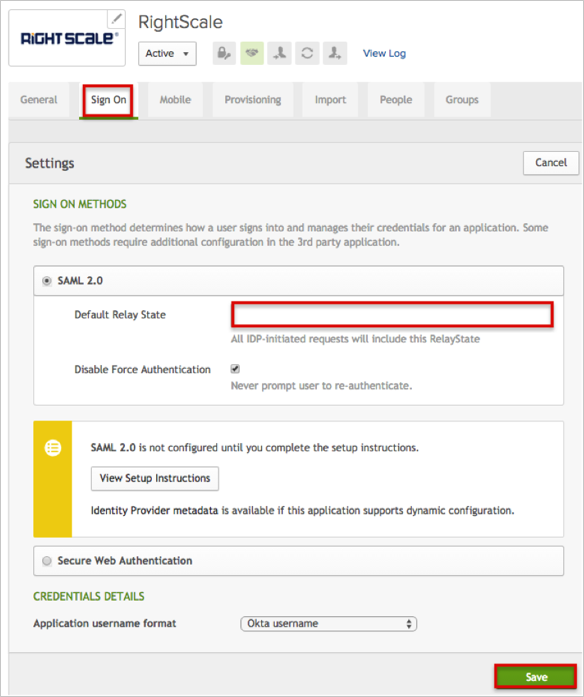 RIGHTSCALE®
RightScale
Active
View Log
General
Sign On
Mobile
Provisioning
Import
People
Groups
Settings
Cancel
SIGN ON METHODS
The sign-on method determines how a user signs into and manages their credentials for an application. Some
sign-on methods require additional configuration in the 3rd party application.
SAML 2.0
Default Relay State
All IDP-initiated requests will include this RelayState
Disable Force Authentication
Never prompt user to re-authenticate.
SAML 2.0 is not configured until you complete the setup instructions.
View Setup Instructions
Identity Provider metadata is available if this application supports dynamic configuration.
Secure Web Authentication
CREDENTIALS DETAILS
Application username format
Okta username
Save